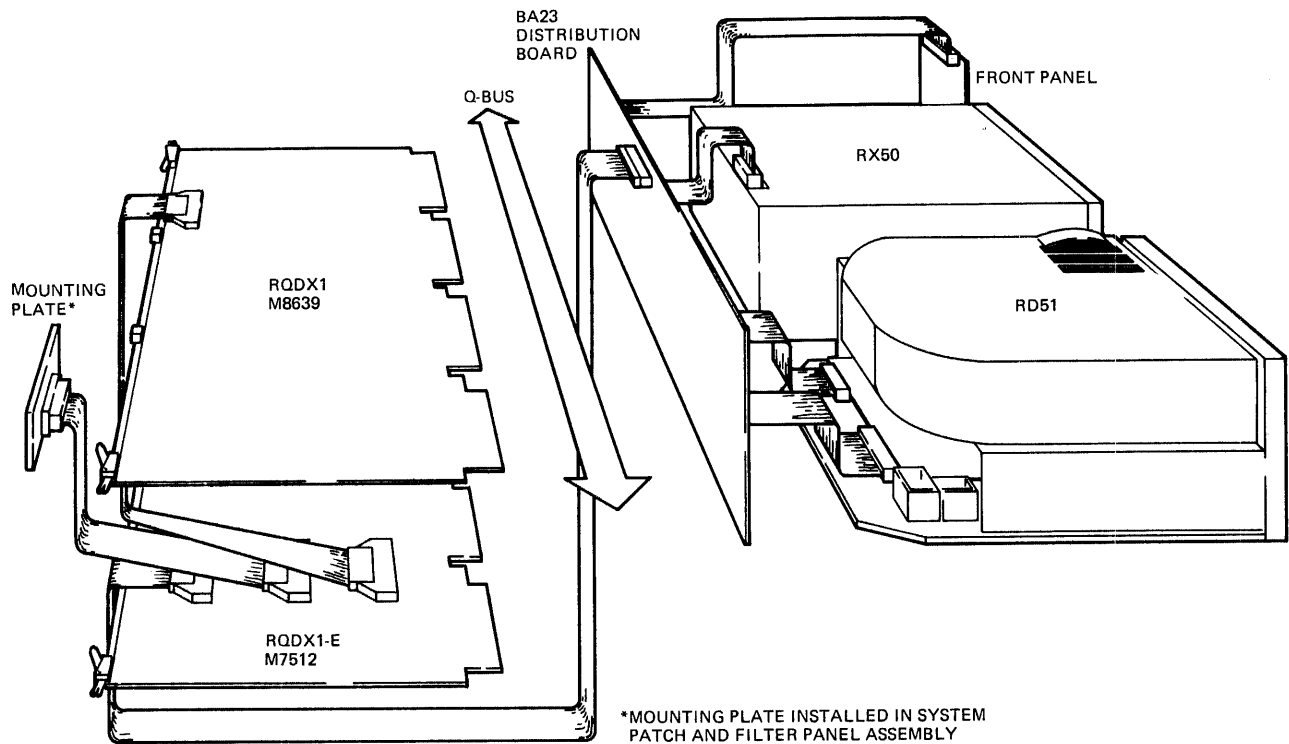 BA23
DISTRIBUTION
BOARD
FRONT PANEL
Q-BUS
RX50
RQDX1
M8639
MOUNTING
PLATE*
RD51
RQDX1-E
M7512
*MOUNTING PLATE INSTALLED IN SYSTEM
PATCH AND FILTER PANEL ASSEMBLY